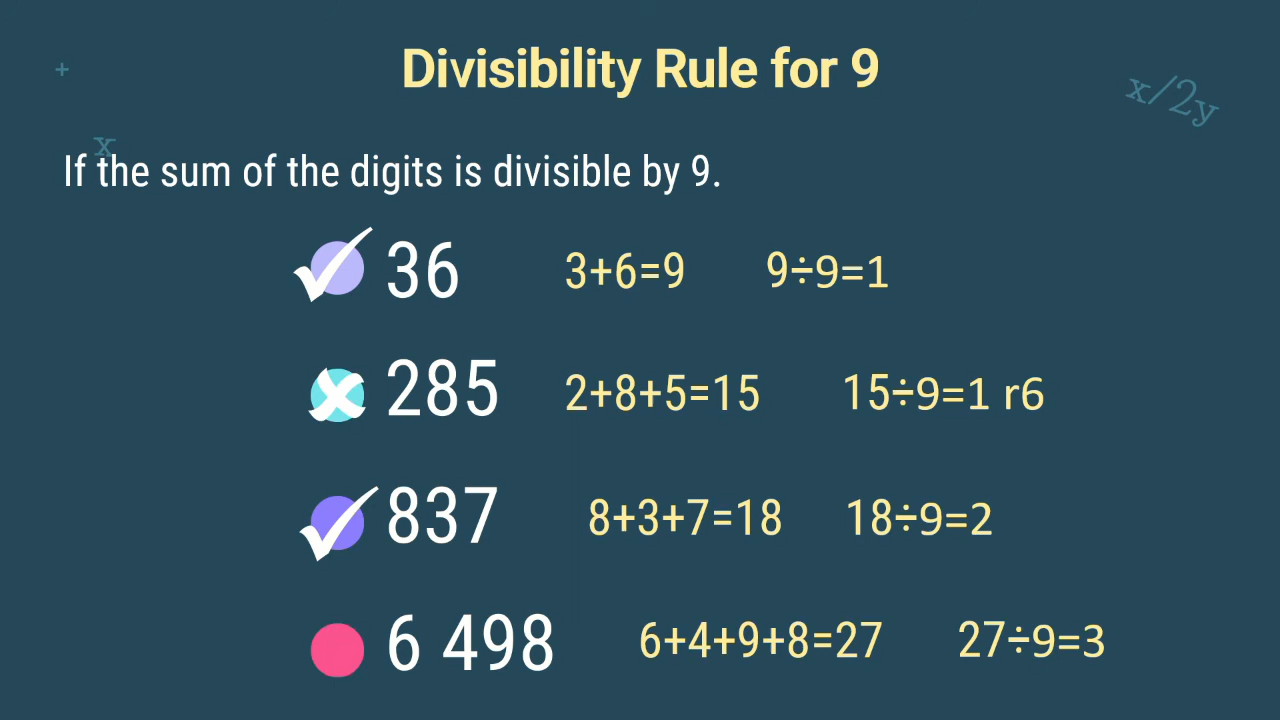 Divisibility Rule for 9
+
x/2y
x
If the sum of the digits is divisible by 9.
36 3+6=9 9÷9=1
285 2+8+5=15 15÷9=1 r6
837 8+3+7=18 18÷9=2
6 498 6+4+9+8=27 27÷9=3